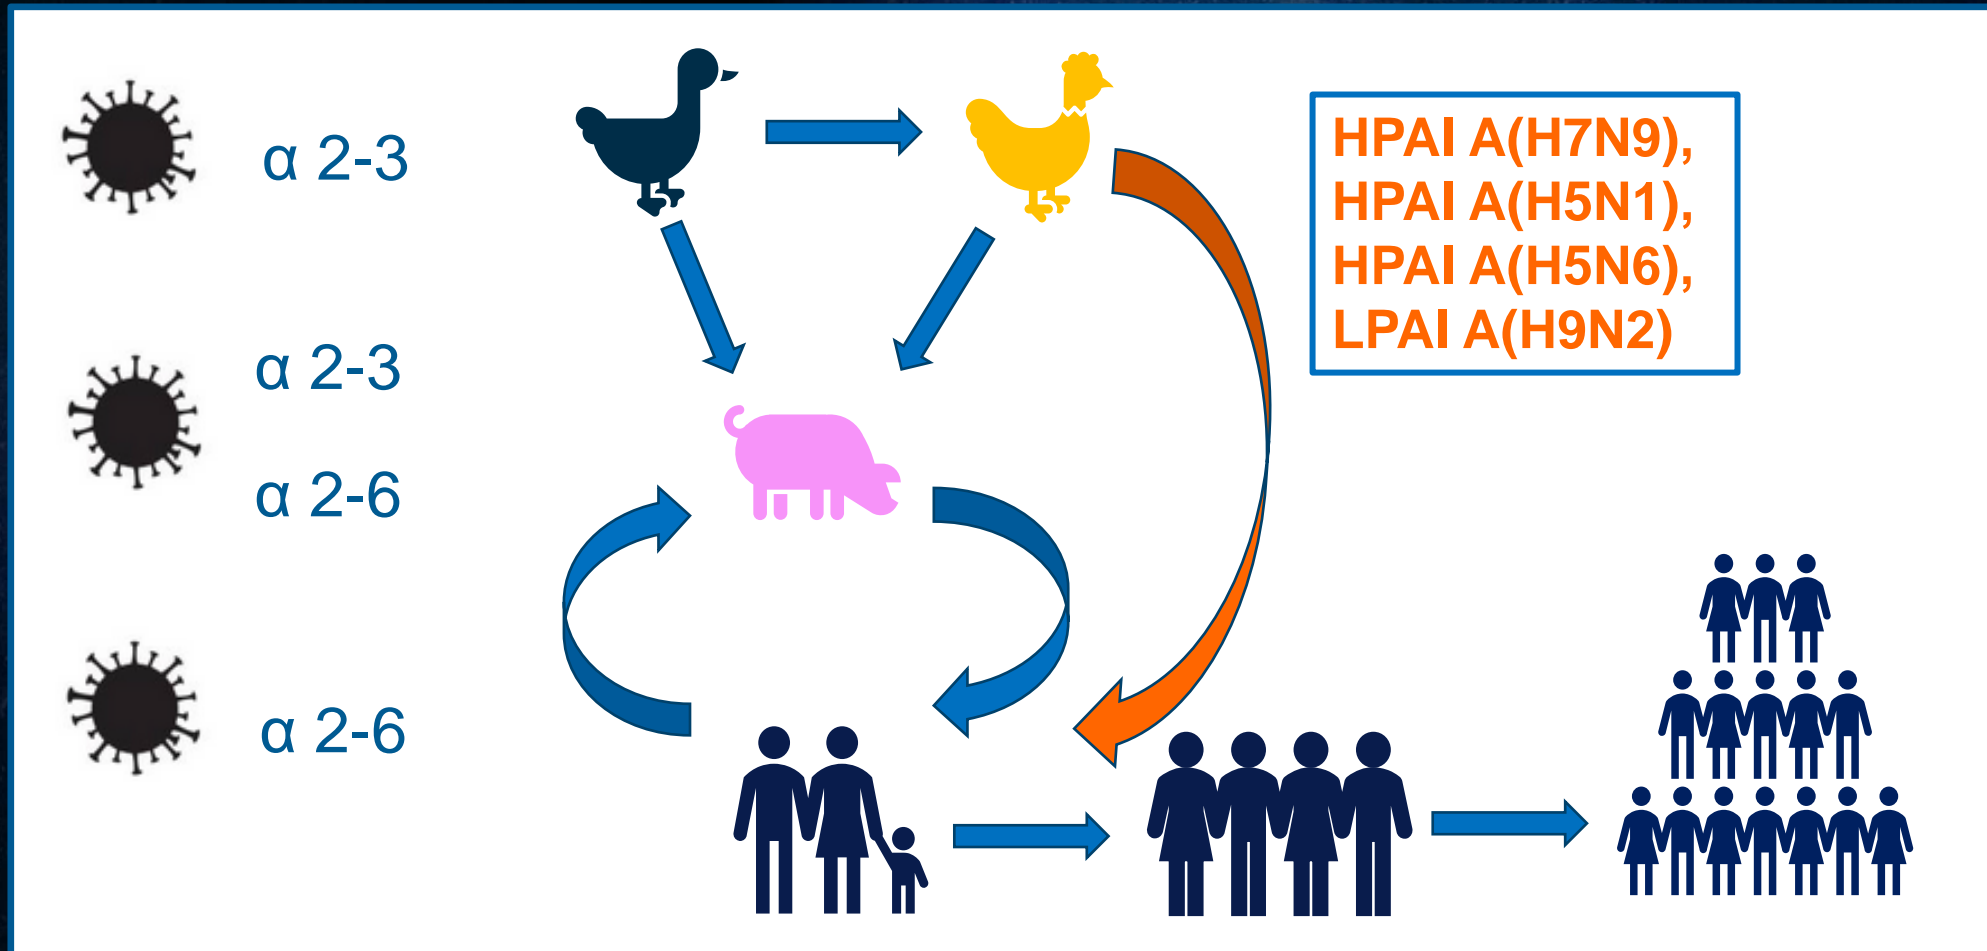 α 2-3
HPAI A(H7N9),
HPAI A(H5N1),
HPAI A(H5N6),
LPAI A(H9N2)
α 2-3
α 2-6
α 2-6